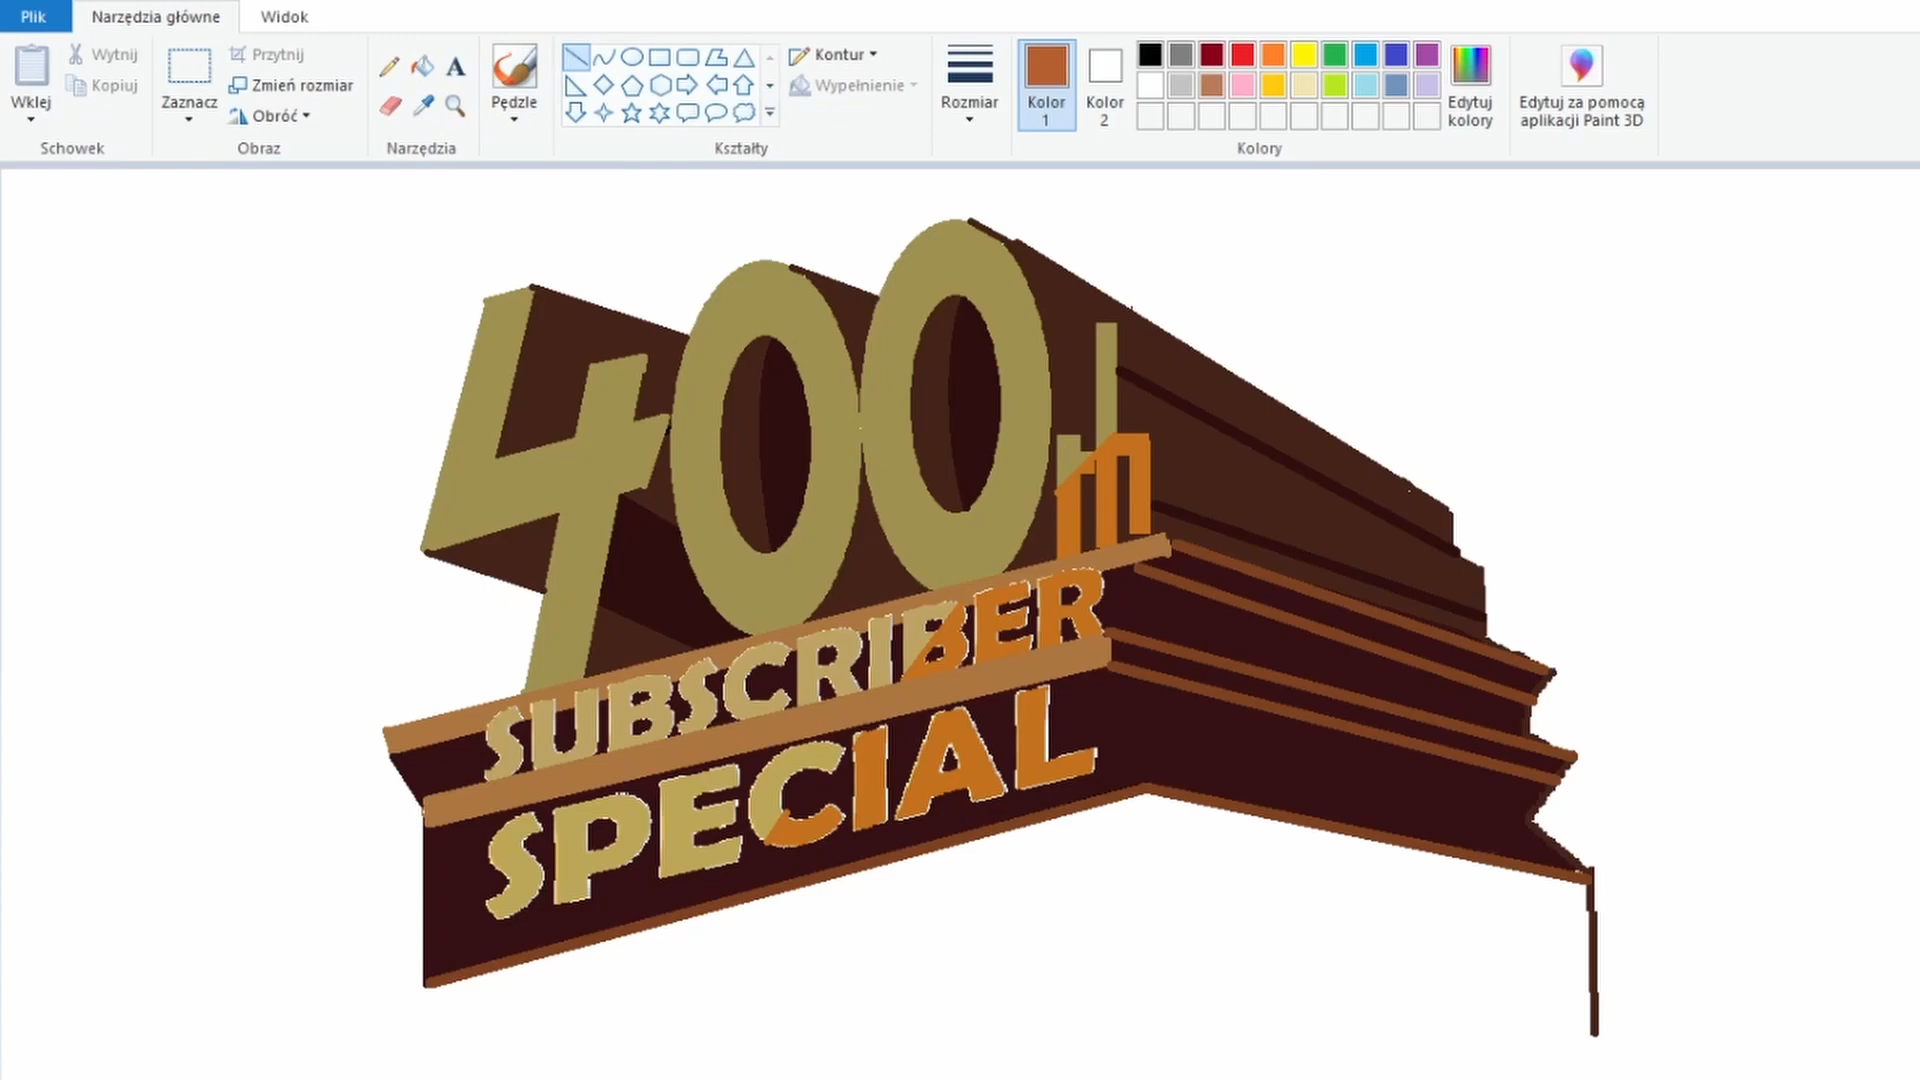 Plik Narzędzia główne Widok
Wklej
Wytnij
Kopiuj
Schowek
Zaznacz
Przytnij
Zmień rozmiar
Obróć
Obraz
A
Narzędzia
Pędzle
Kontur
Wypełnienie
Kształty
Rozmiar
Kolor
1
Kolor
2
Kolory
Edytuj
kolory
Edytuj za pomocą
aplikacji Paint 3D
400
SUBSCRIBER
SPECIAL